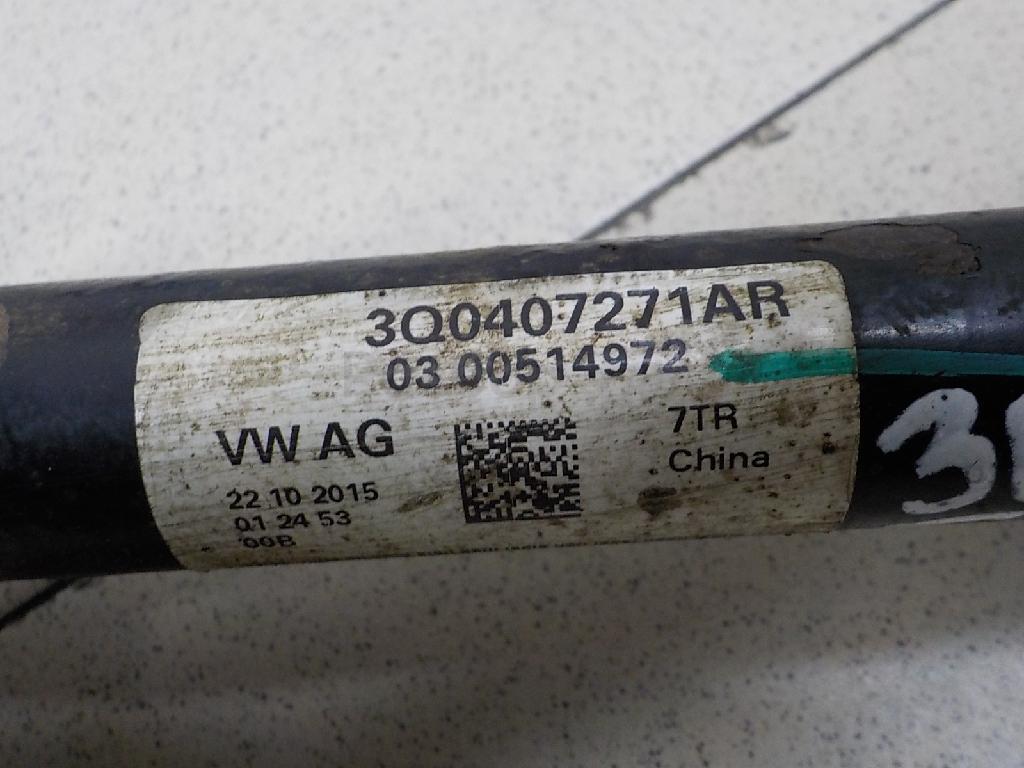 3Q0407271AR
03 00514972
VW AG
7TR
China
22 10 2015
01 24 53
00B